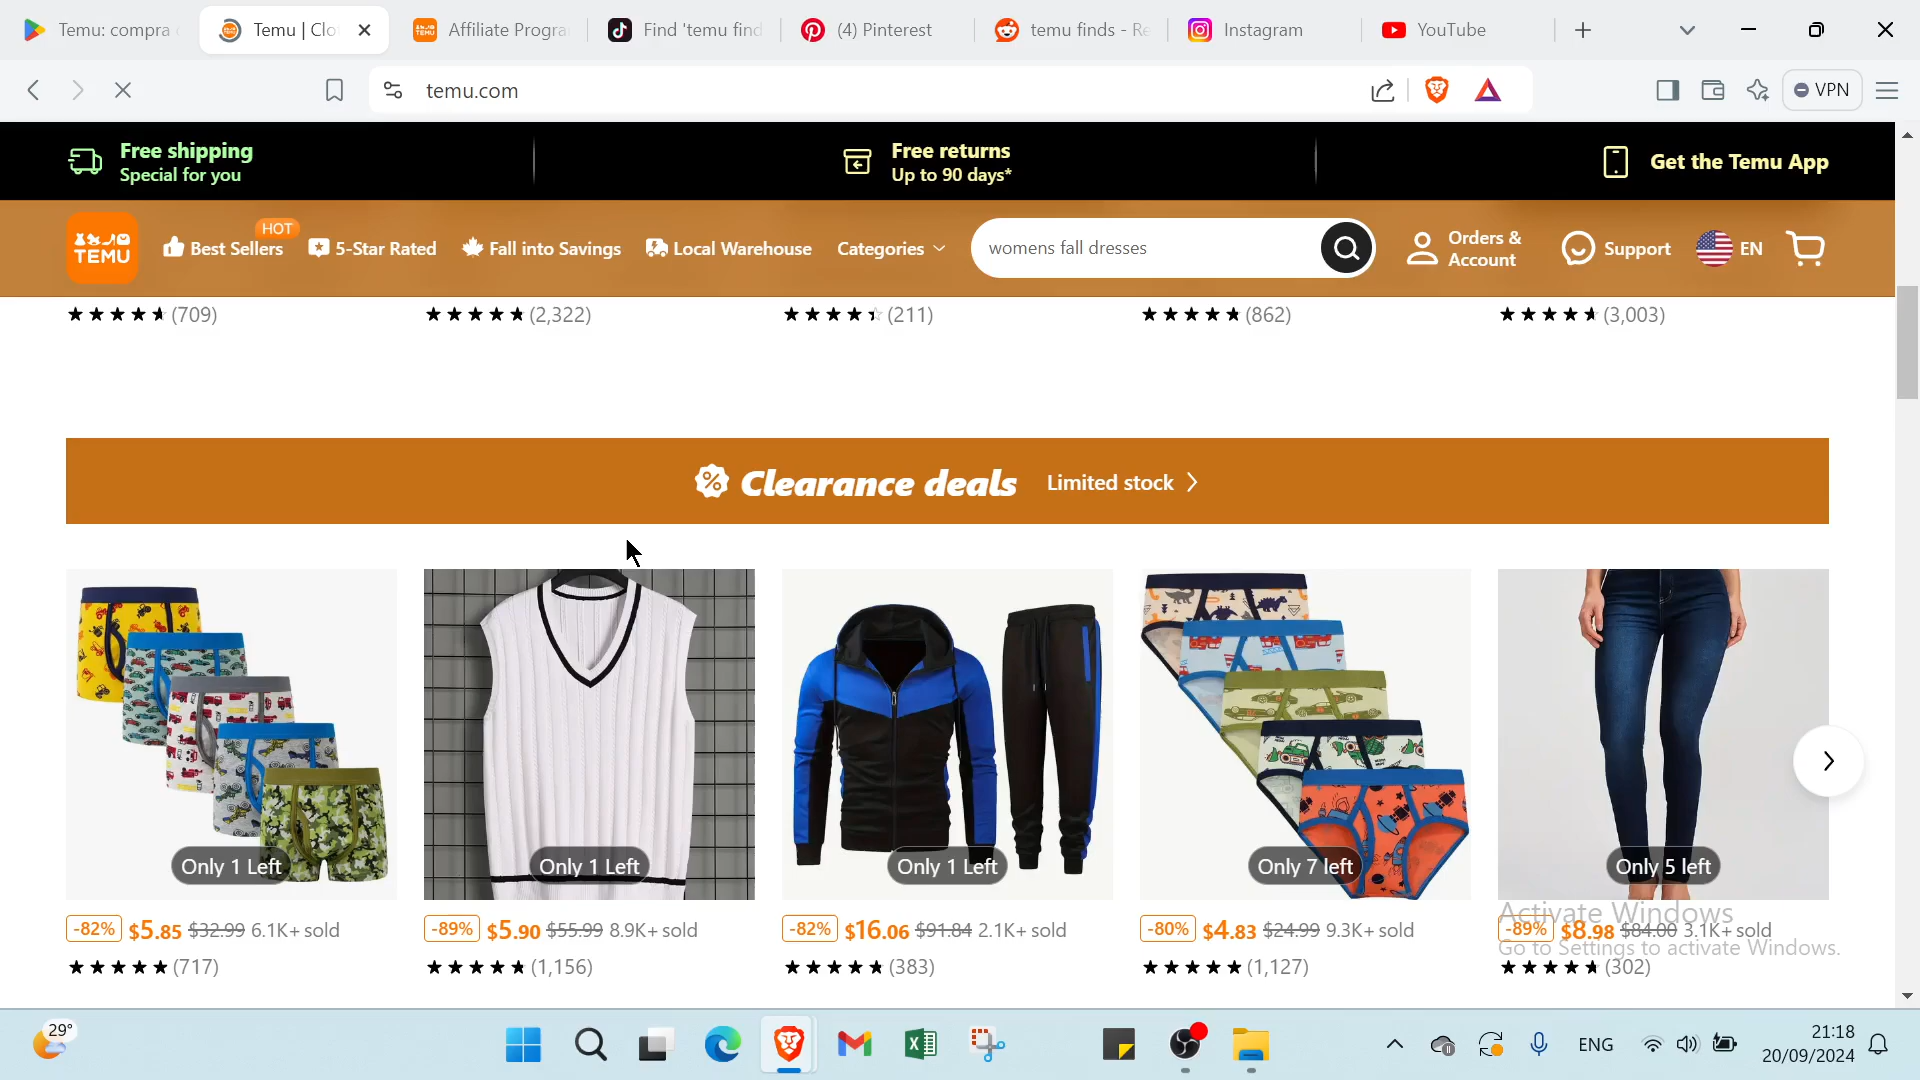 Temu: compra
Temu | Clo
Affiliate Progra
Find 'temu find
(4) Pinterest
temu finds - Re
Instagram
YouTube
temu.com
VPN
Free shipping
Special for you
Free returns
Up to 90 days*
Get the Temu App
TEMU
Best Sellers
HOT
5-Star Rated
Fall into Savings
Local Warehouse
Categories
womens fall dresses
Orders &
Account
Support
EN
(709)
(2,322)
(211)
(862)
(3,003)
Clearance deals
Limited stock
Only 1 Left
Only 1 Left
Only 1 Left
Only 7 left
Only 5 left
-82% $5.85 $32.99 6.1K+ sold
-89% $5.90 $55.99 8.9K+ sold
-82% $16.06 $91.84 2.1K+ sold
-80% $4.83 $24.99 9.3K+ sold
-89% $8.98 $84.00 3.1K+ sold
(717)
(1,156)
(383)
(1,127)
(302)
Activate Windows
Go to Settings to activate Windows.
29°
ENG
21:18
20/09/2024